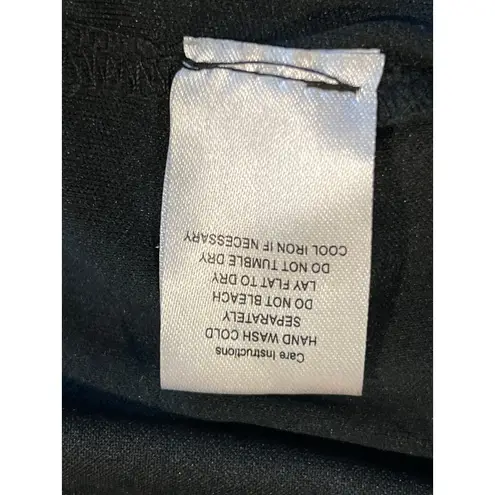 Care Instructions
HAND WASH COLD
SEPARATELY
DO NOT BLEACH
LAY FLAT TO DRY
DO NOT TUMBLE DRY
COOL IRON IF NECESSARY